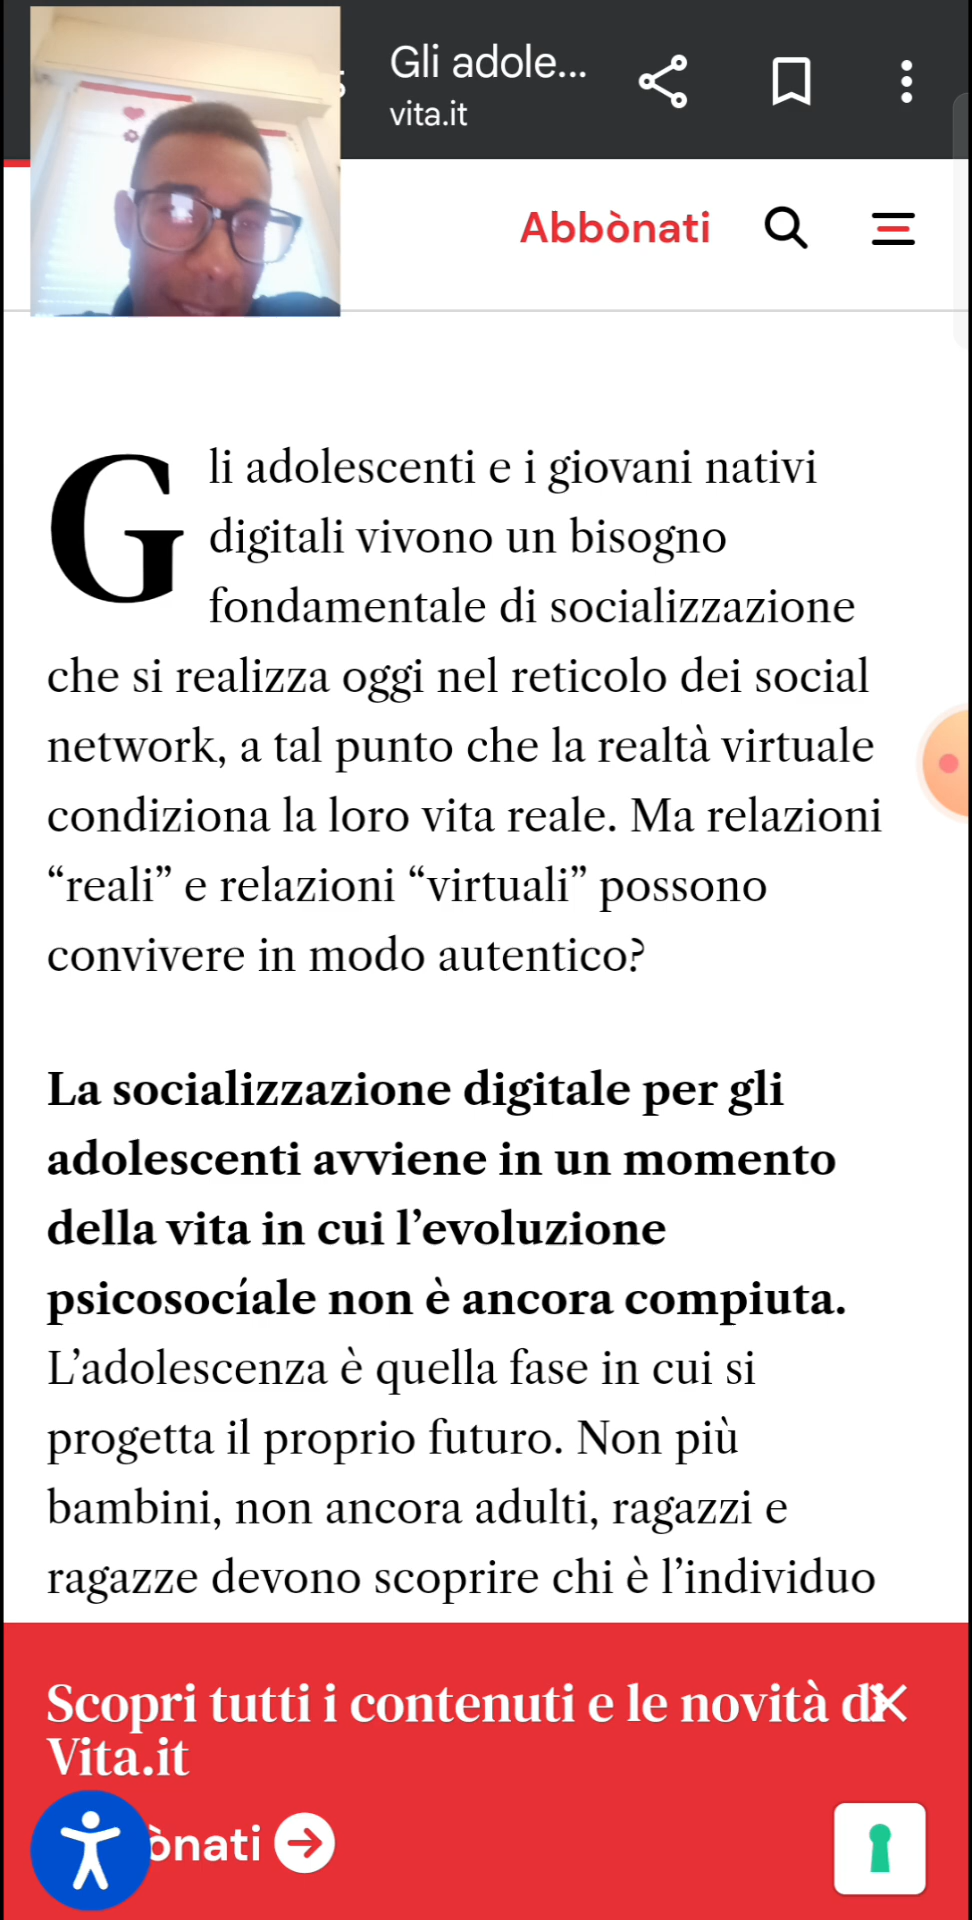 Gli adole...
vita.it
Abbònati
Gli adolescenti e i giovani nativi
digitali vivono un bisogno
fondamentale di socializzazione
che si realizza oggi nel reticolo dei social
network, a tal punto che la realtà virtuale
condiziona la loro vita reale. Ma relazioni
“reali” e relazioni “virtuali” possono
convivere in modo autentico?
La socializzazione digitale per gli
adolescenti avviene in un momento
della vita in cui l’evoluzione
psicosocíale non è ancora compiuta.
L’adolescenza è quella fase in cui si
progetta il proprio futuro. Non più
bambini, non ancora adulti, ragazzi e
ragazze devono scoprire chi è l’individuo
Scopri tutti i contenuti e le novità di
Vita.it
ònati